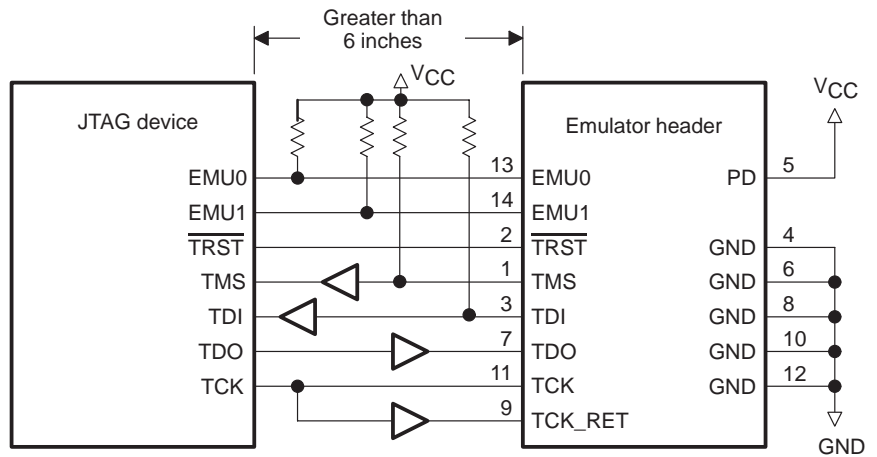 Greater than
6 inches
VCC
VCC
JTAG device
Emulator header
EMU0 13 EMU0 PD 5
EMU1 14 EMU1
TRST 2 TRST GND 4
TMS 1 TMS GND 6
TDI 3 TDI GND 8
TDO 7 TDO GND 10
TCK 11 TCK GND 12
9 TCK_RET
GND